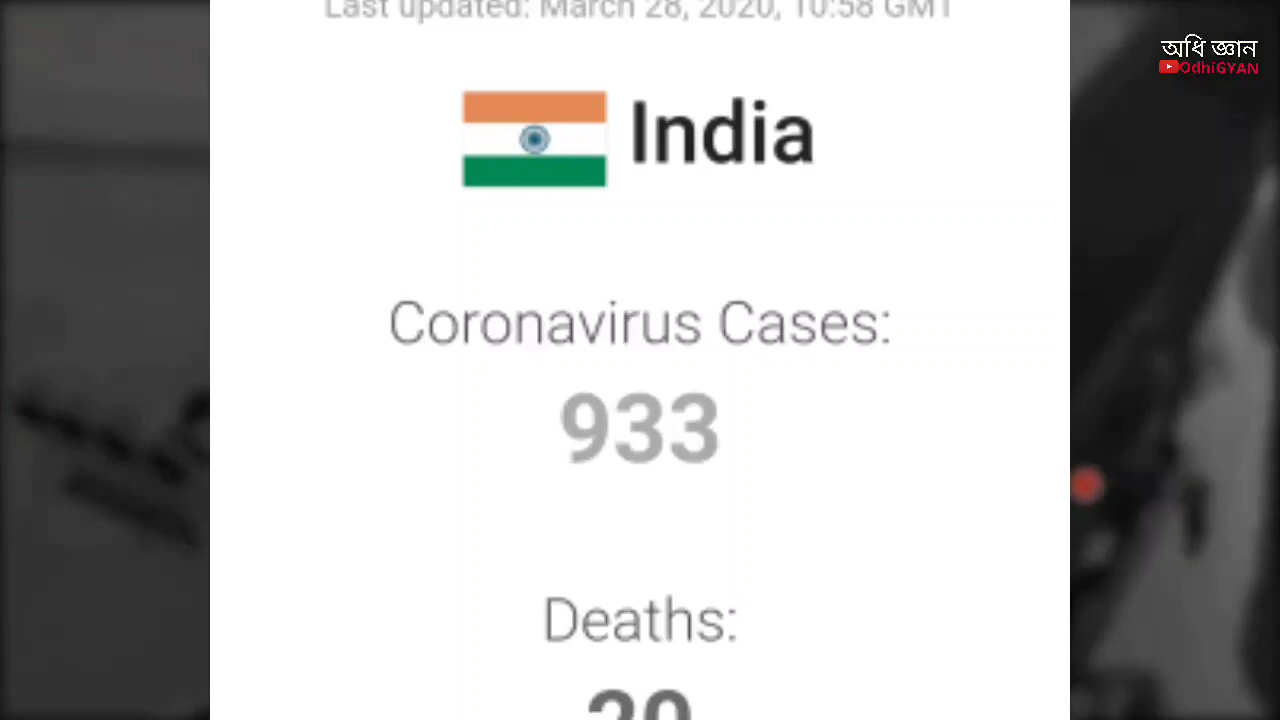 Last updated: March 28, 2020, 10:58 GMT
অধি জ্ঞান
OdhiGYAN
India
Coronavirus Cases:
933
Deaths: